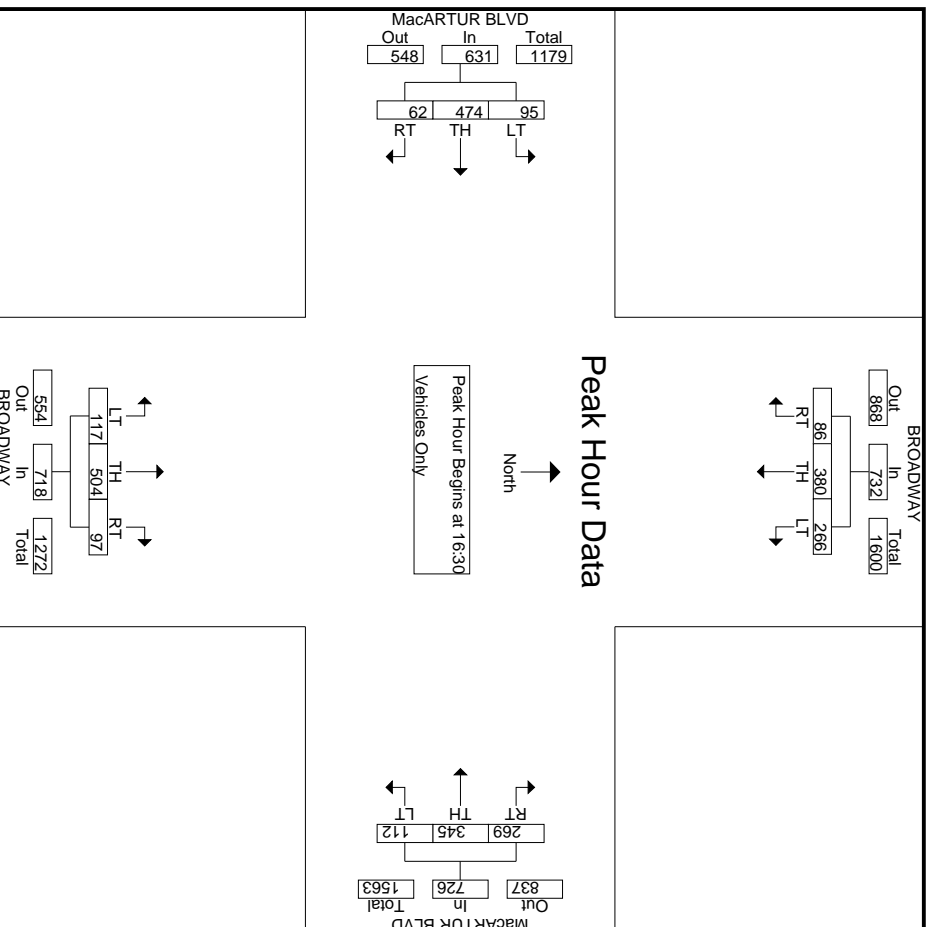 MacARTUR BLVD
Out In Total
548 631 1179
62 474 95
RT TH LT
Peak Hour Data
North
Peak Hour Begins at 16:30
Vehicles Only
BROADWAY
Out In Total
868 732 1600
86 380 266
RT TH LT
LT TH RT
117 504 97
554 718 1272
Out In Total
BROADWAY
LT TH RT
112 345 269
1563 726 837
Total In Out
MacARTUR BLVD